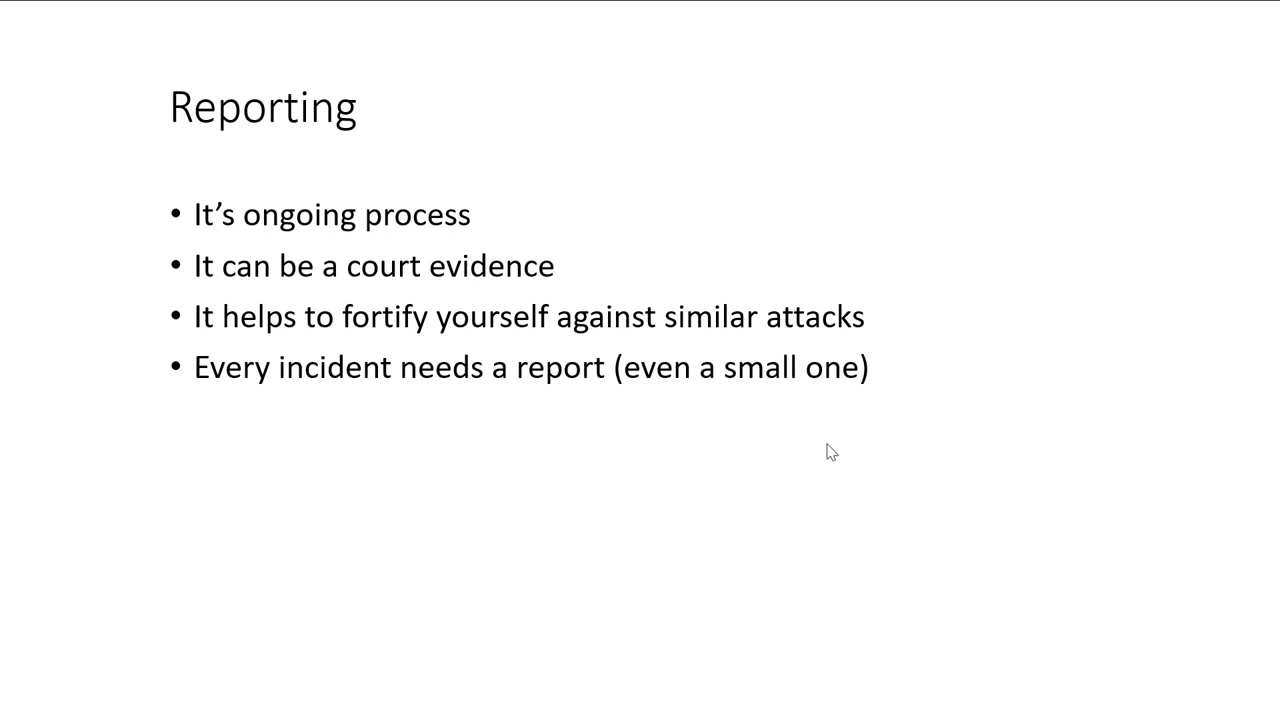 Reporting
• It’s ongoing process
• It can be a court evidence
• It helps to fortify yourself against similar attacks
• Every incident needs a report (even a small one)